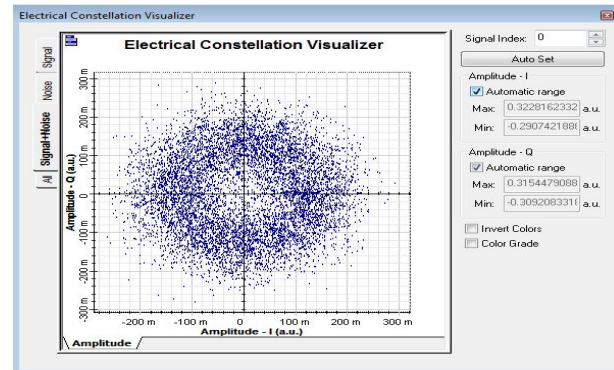 Electrical Constellation Visualizer
Signal Index: 0
Auto Set
Amplitude - I
Automatic range
Max: 0.3228162332 a.u.
Min: -0.290742188 a.u.
Amplitude - Q
Automatic range
Max: 0.3154479088 a.u.
Min: -0.309208331 a.u.
Invert Colors
Color Grade
Signal
Noise
Signal+Noise
All
Electrical Constellation Visualizer
Amplitude - Q (a.u.)
300 m
200 m
100 m
0
-100 m
-200 m
-300 m
-200 m -100 m 0 100 m 200 m 300 m
Amplitude - I (a.u.)
Amplitude